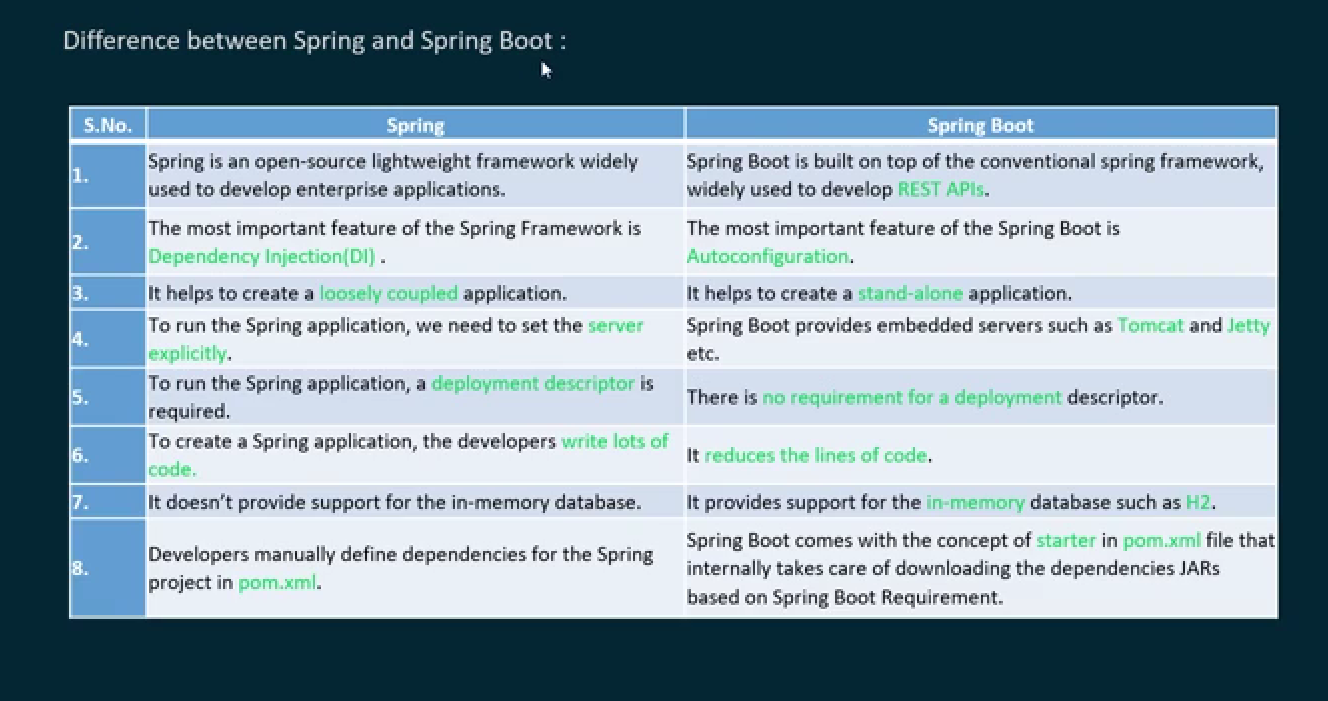 Difference between Spring and Spring Boot :
S.No.
Spring
Spring Boot
1.
Spring is an open-source lightweight framework widely
used to develop enterprise applications.
Spring Boot is built on top of the conventional spring framework,
widely used to develop REST APIs.
2.
The most important feature of the Spring Framework is
Dependency Injection(DI) .
The most important feature of the Spring Boot is
Autoconfiguration.
3.
It helps to create a loosely coupled application.
It helps to create a stand-alone application.
4.
To run the Spring application, we need to set the server
explicitly.
Spring Boot provides embedded servers such as Tomcat and Jetty
etc.
5.
To run the Spring application, a deployment descriptor is
required.
There is no requirement for a deployment descriptor.
6.
To create a Spring application, the developers write lots of
code.
It reduces the lines of code.
7.
It doesn't provide support for the in-memory database.
It provides support for the in-memory database such as H2.
8.
Developers manually define dependencies for the Spring
project in pom.xml.
Spring Boot comes with the concept of starter in pom.xml file that
internally takes care of downloading the dependencies JARs
based on Spring Boot Requirement.